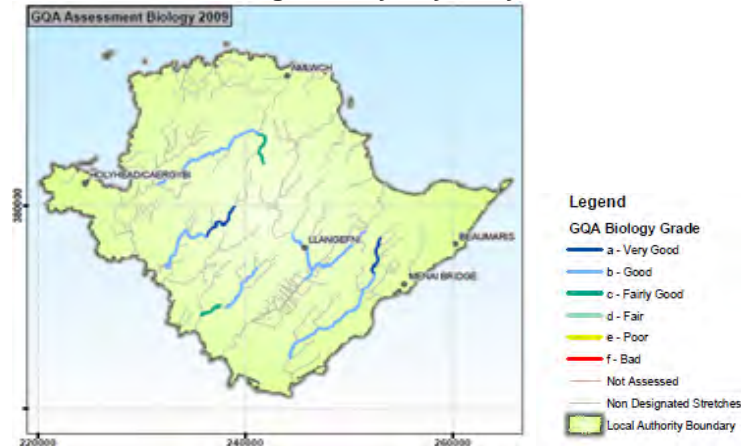 GQA Assessment Biology 2009
AMLWCH
HOLYHEAD/CAERGYBI
380000
LLANGEFNI
BEAUMARIS
MENAI BRIDGE
220000
240000
260000
Legend
GQA Biology Grade
a - Very Good
b - Good
c - Fairly Good
d - Fair
e - Poor
f - Bad
Not Assessed
Non Designated Stretches
Local Authority Boundary